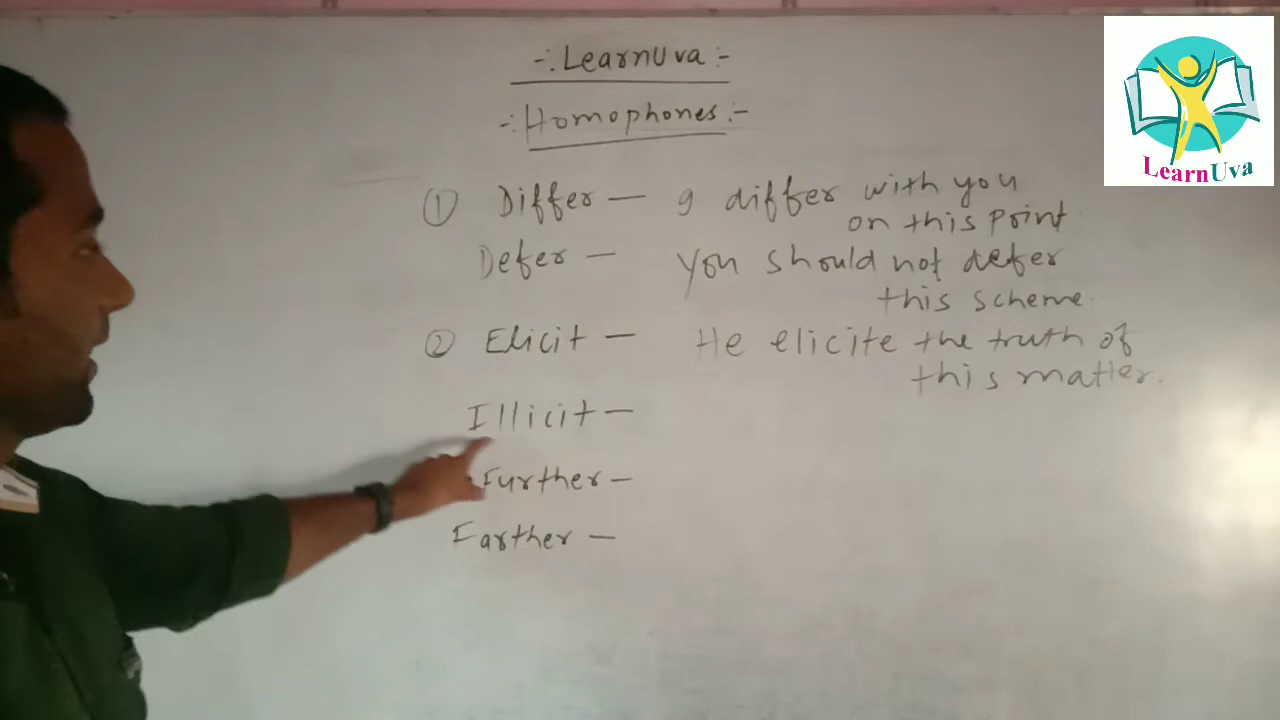 -:LearnUva:-
-:Homophones:-
① Differ — I differ with you
on this point
Defer — You should not defer
this scheme.
② Elicit — He elicite the truth of
this matter.
Illicit —
Further —
Farther —
LearnUva